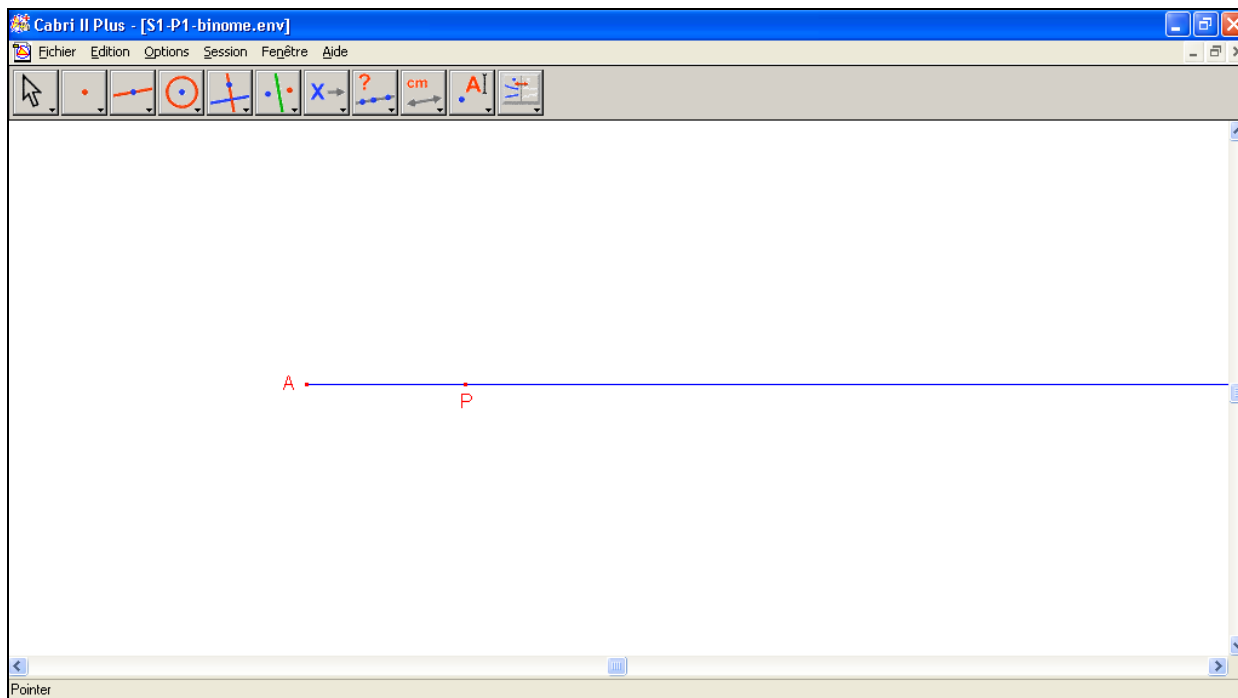 Cabri II Plus - [S1-P1-binome.env]
Fichier Edition Options Session Fenêtre Aide
? cm A
X
A
P
Pointer